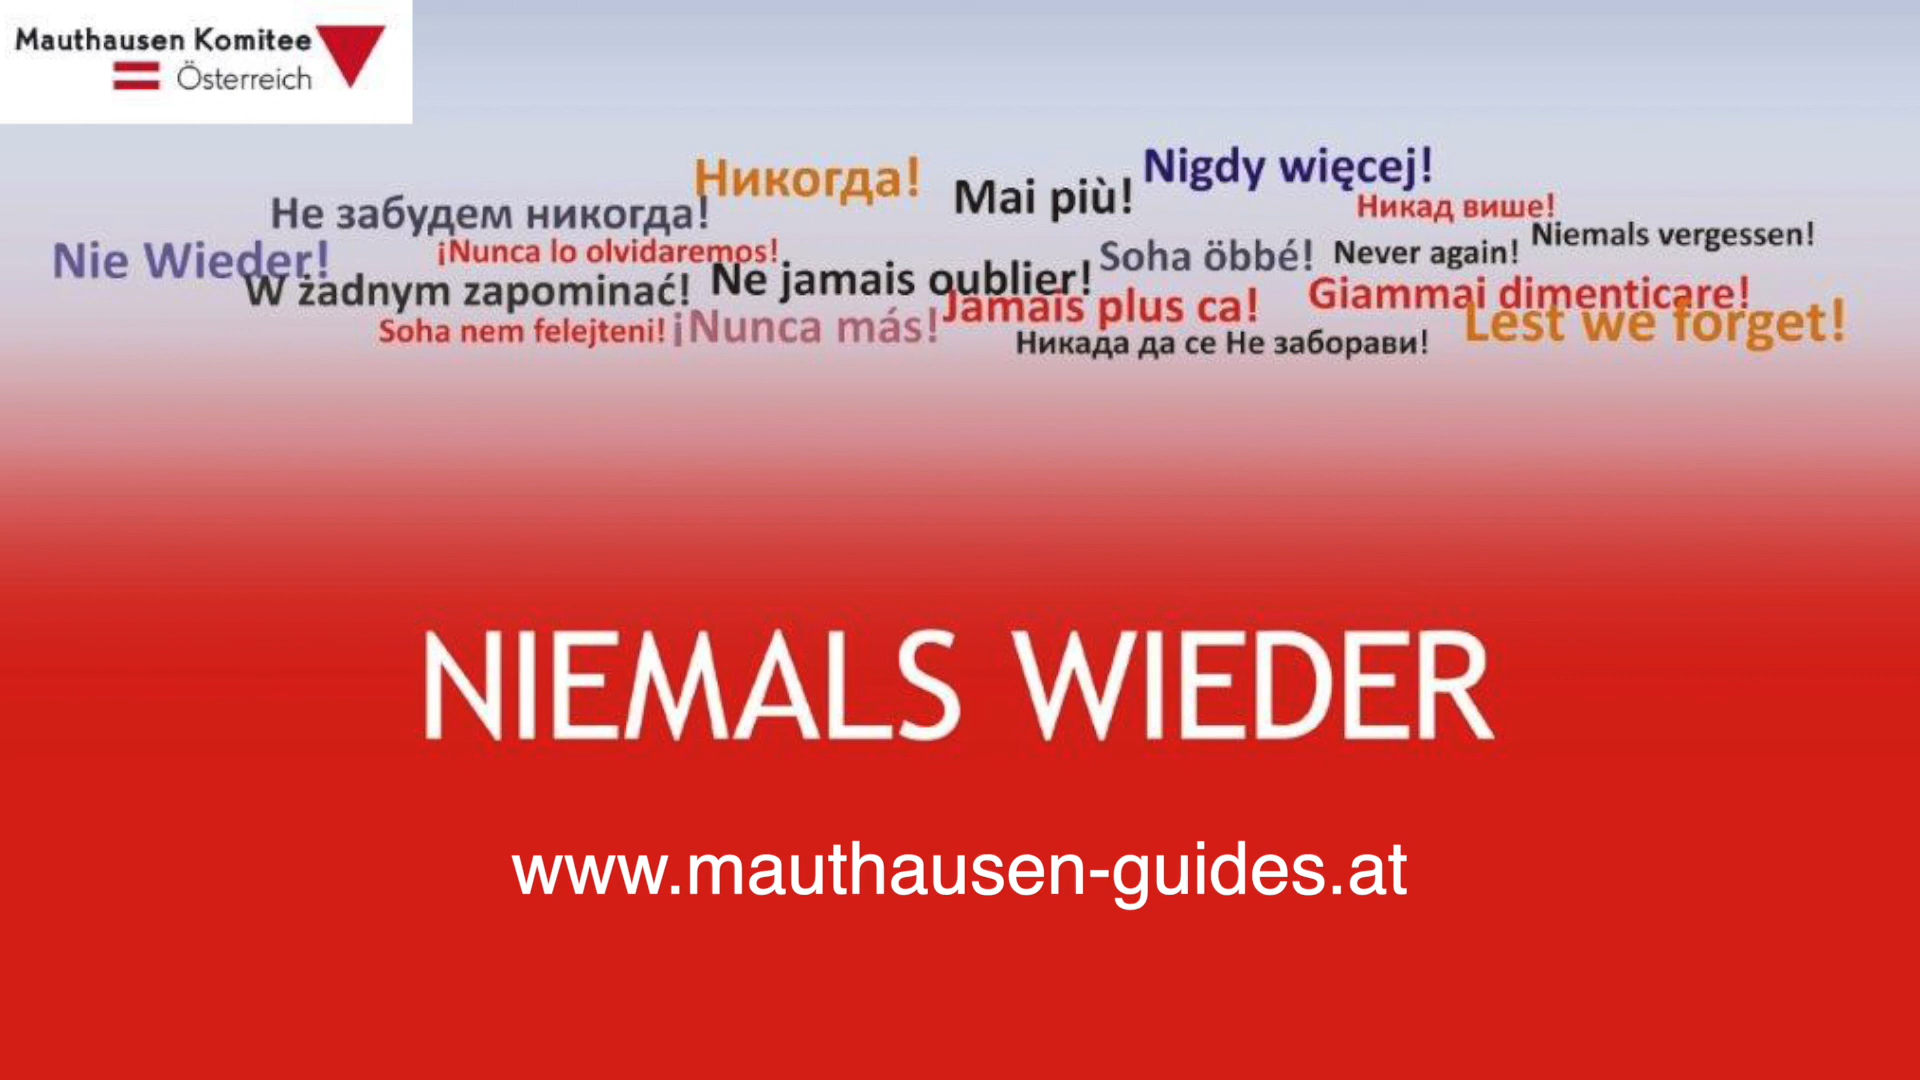 Mauthausen Komitee
Österreich
Nigdy więcej!
Никогда!
Mai più!
Не забудем никогда!
Никад више!
Nie Wieder!
¡Nunca lo olvidaremos!
Soha öbbé!
Never again!
Niemals vergessen!
W żadnym zapominać!
Ne jamais oublier!
Jamais plus ca!
Giammai dimenticare!
Soha nem felejteni!
¡Nunca más!
Никада да се Не заборави!
Lest we forget!
NIEMALS WIEDER
www.mauthausen-guides.at